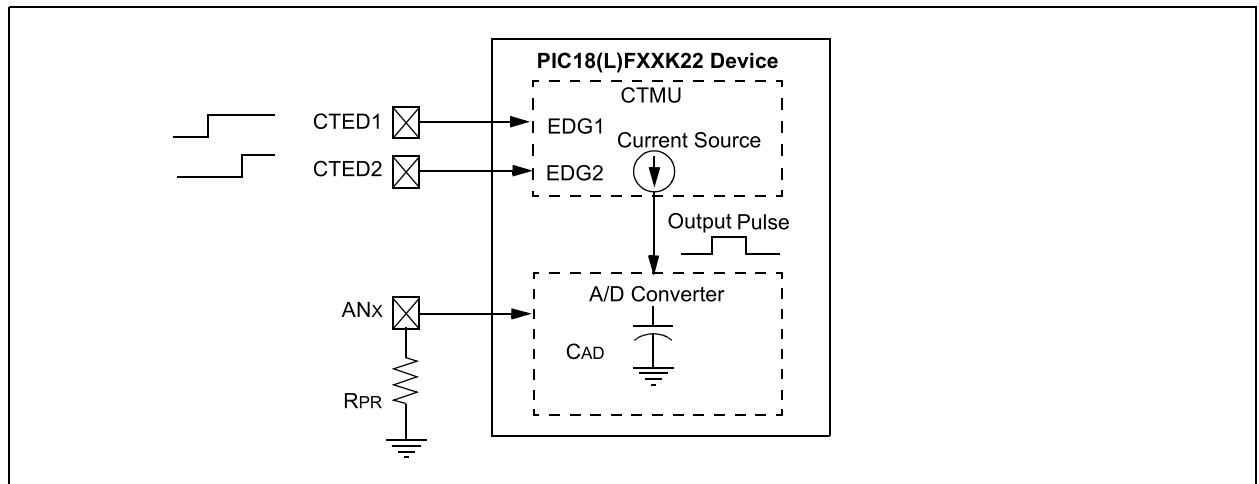 PIC18(L)FXXK22 Device
CTMU
CTED1
EDG1
Current Source
CTED2
EDG2
Output Pulse
A/D Converter
ANX
CAD
RPR